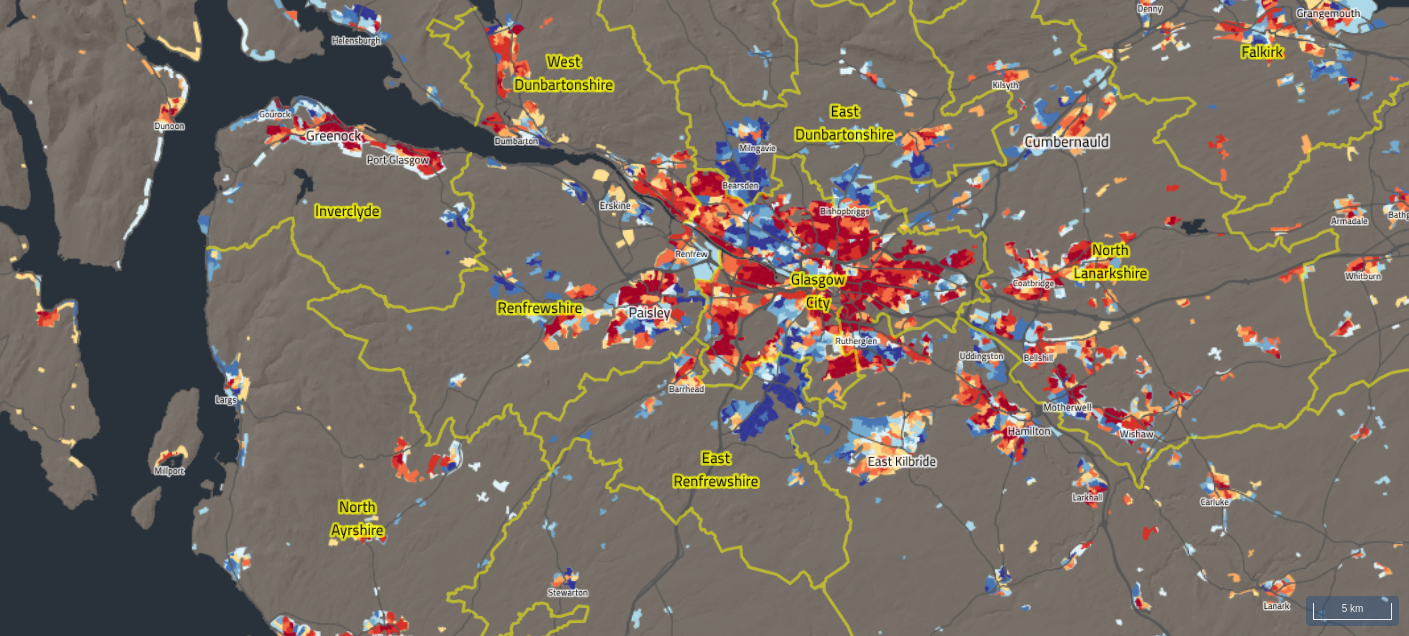 Denny
Grangemouth
Helensburgh
Falkirk
West
Dunbartonshire
Kilsyth
East
Dunbartonshire
Gourock
Dunoon
Greenock
Dumbarton
Cumbernauld
Milngavie
Port Glasgow
Bearsden
Erskine
Inverclyde
Bishopbriggs
Armadale
Bathg
Renfrew
North
Lanarkshire
Whitburn
Coatbridge
Glasgow
City
Renfrewshire
Paisley
Rutherglen
Uddingston
Bellshill
Barrhead
Largs
Motherwell
Hamilton
Wishaw
East Kilbride
East
Renfrewshire
Millport
Larkhall
Carluke
North
Ayrshire
Stewarton
Lanark
5 km